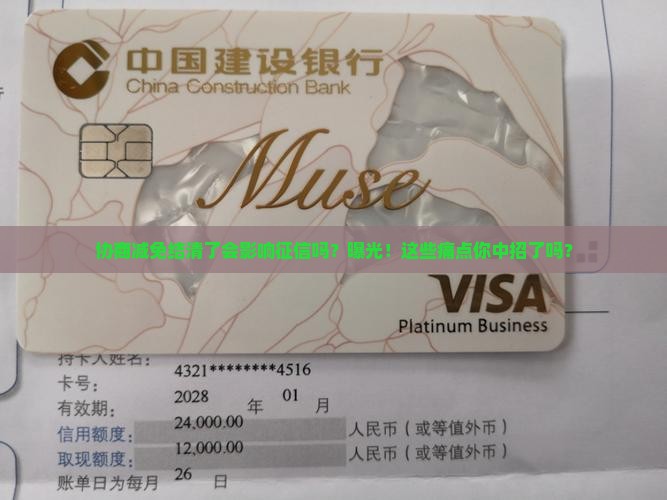 中国建设银行
China Construction Bank
Muse
协商减免结清了会影响征信吗？曝光！这些痛点你中招了吗？
VISA
Platinum Business
持卡人姓名：
卡号： 4321********4516
有效期： 2028 年 01 月
信用额度： 24,000.00 人民币（或等值外币）
取现额度： 12,000.00 人民币（或等值外币）
账单日为每月 26 日